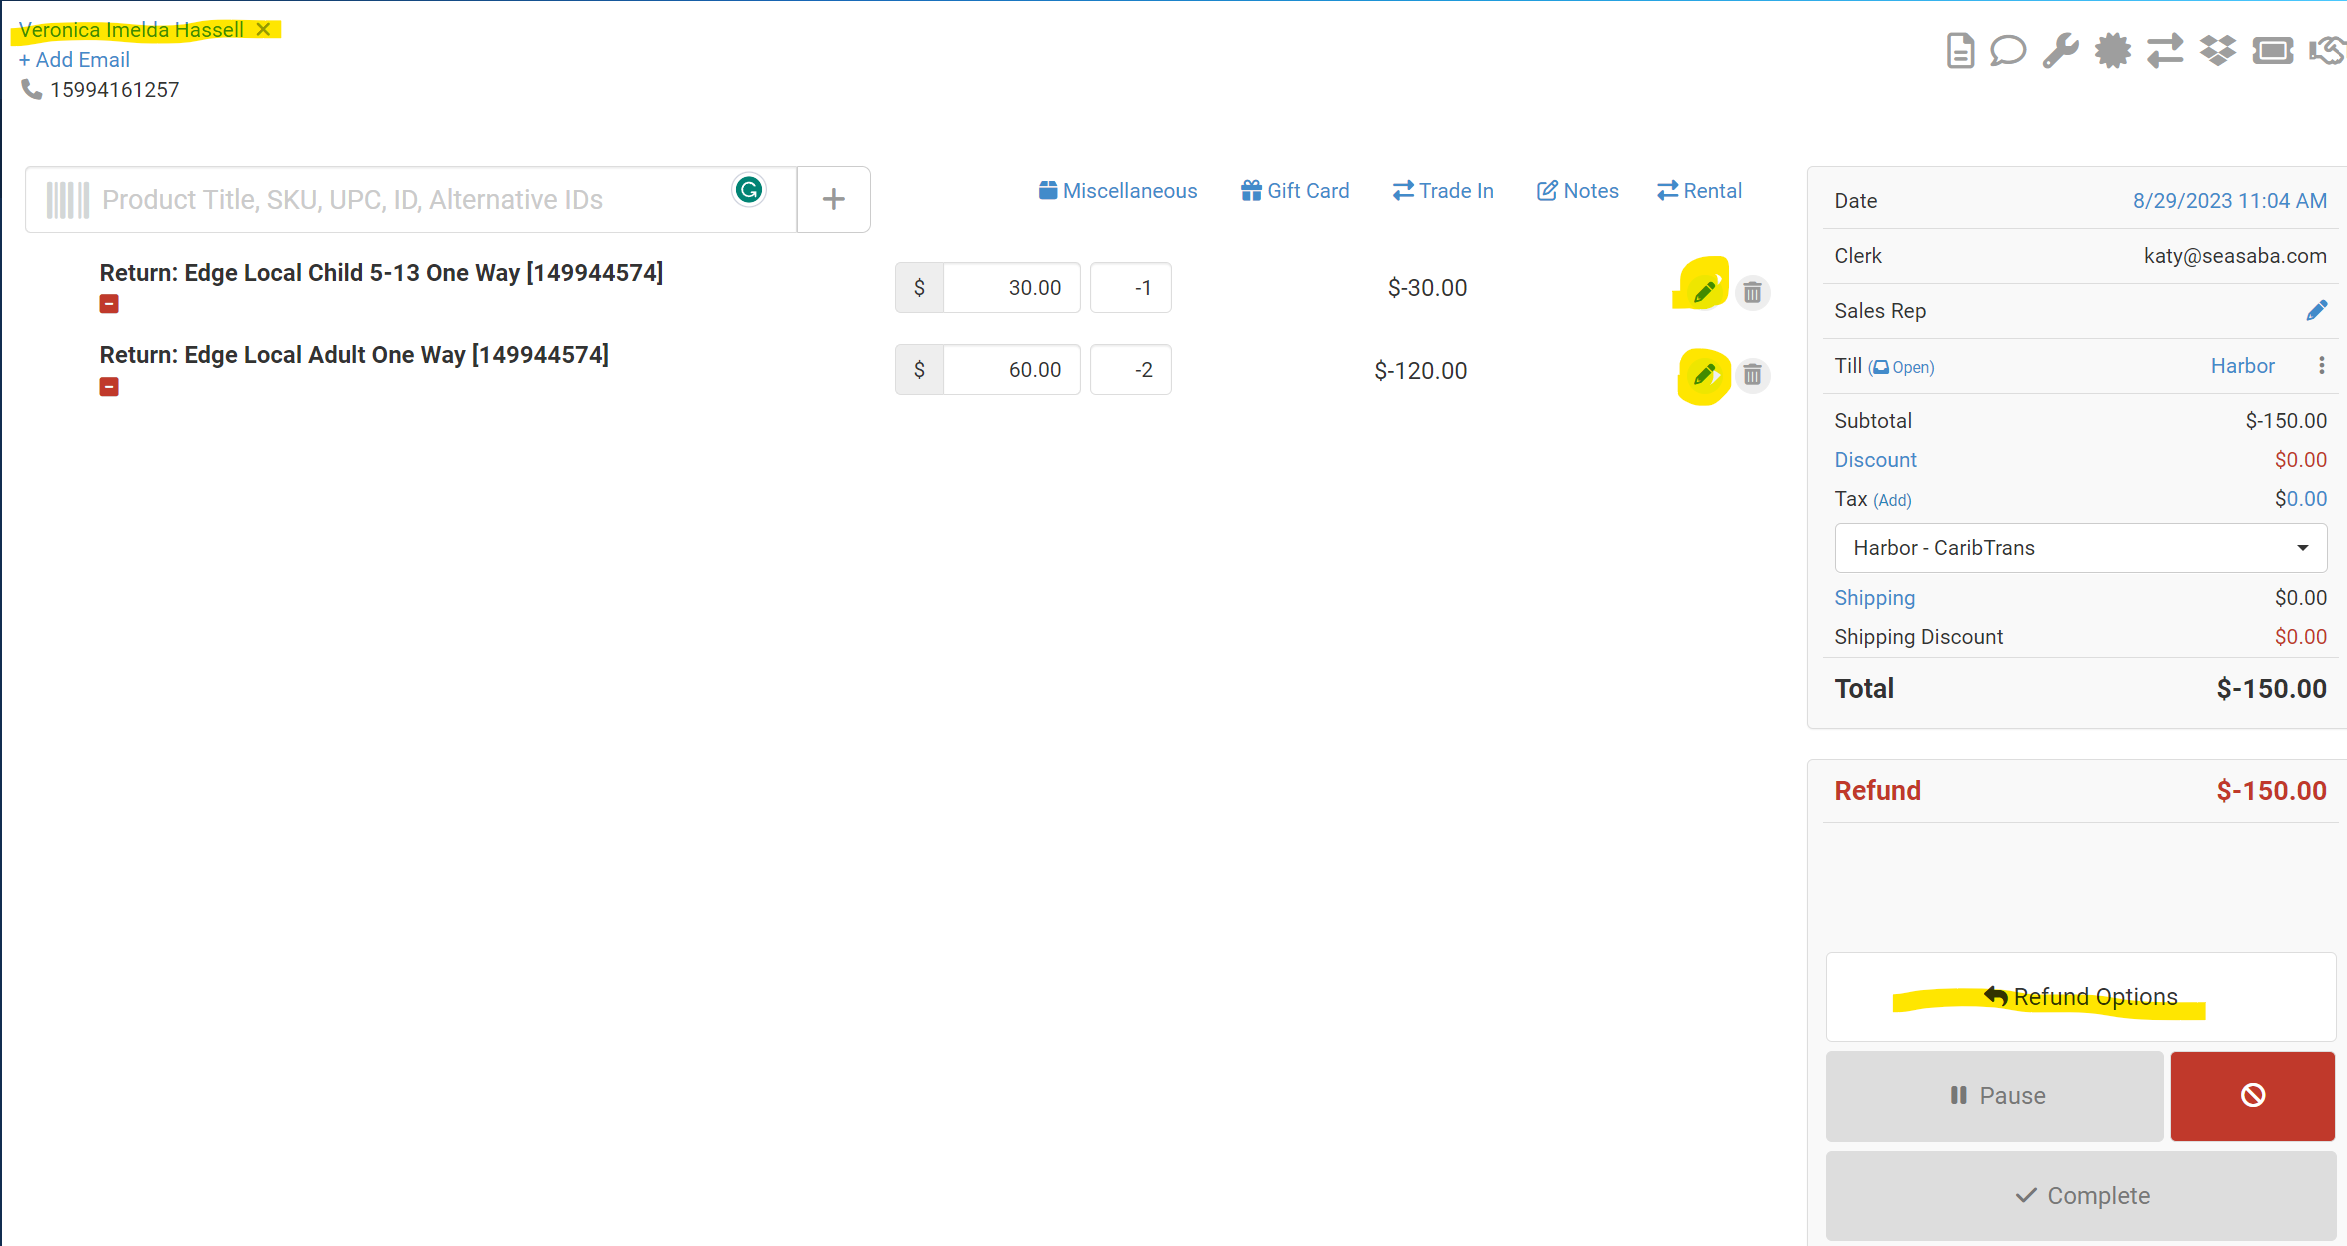 Veronica Imelda Hassell ✕
+ Add Email
15994161257
Product Title, SKU, UPC, ID, Alternative IDs
+
Miscellaneous
Gift Card
Trade In
Notes
Rental
Return: Edge Local Child 5-13 One Way [149944574]
$ 30.00 -1 $-30.00
Return: Edge Local Adult One Way [149944574]
$ 60.00 -2 $-120.00
Date 8/29/2023 11:04 AM
Clerk katy@seasaba.com
Sales Rep
Till (Open) Harbor
Subtotal $-150.00
Discount $0.00
Tax (Add) $0.00
Harbor - CaribTrans
Shipping $0.00
Shipping Discount $0.00
Total $-150.00
Refund $-150.00
Refund Options
Pause
Complete